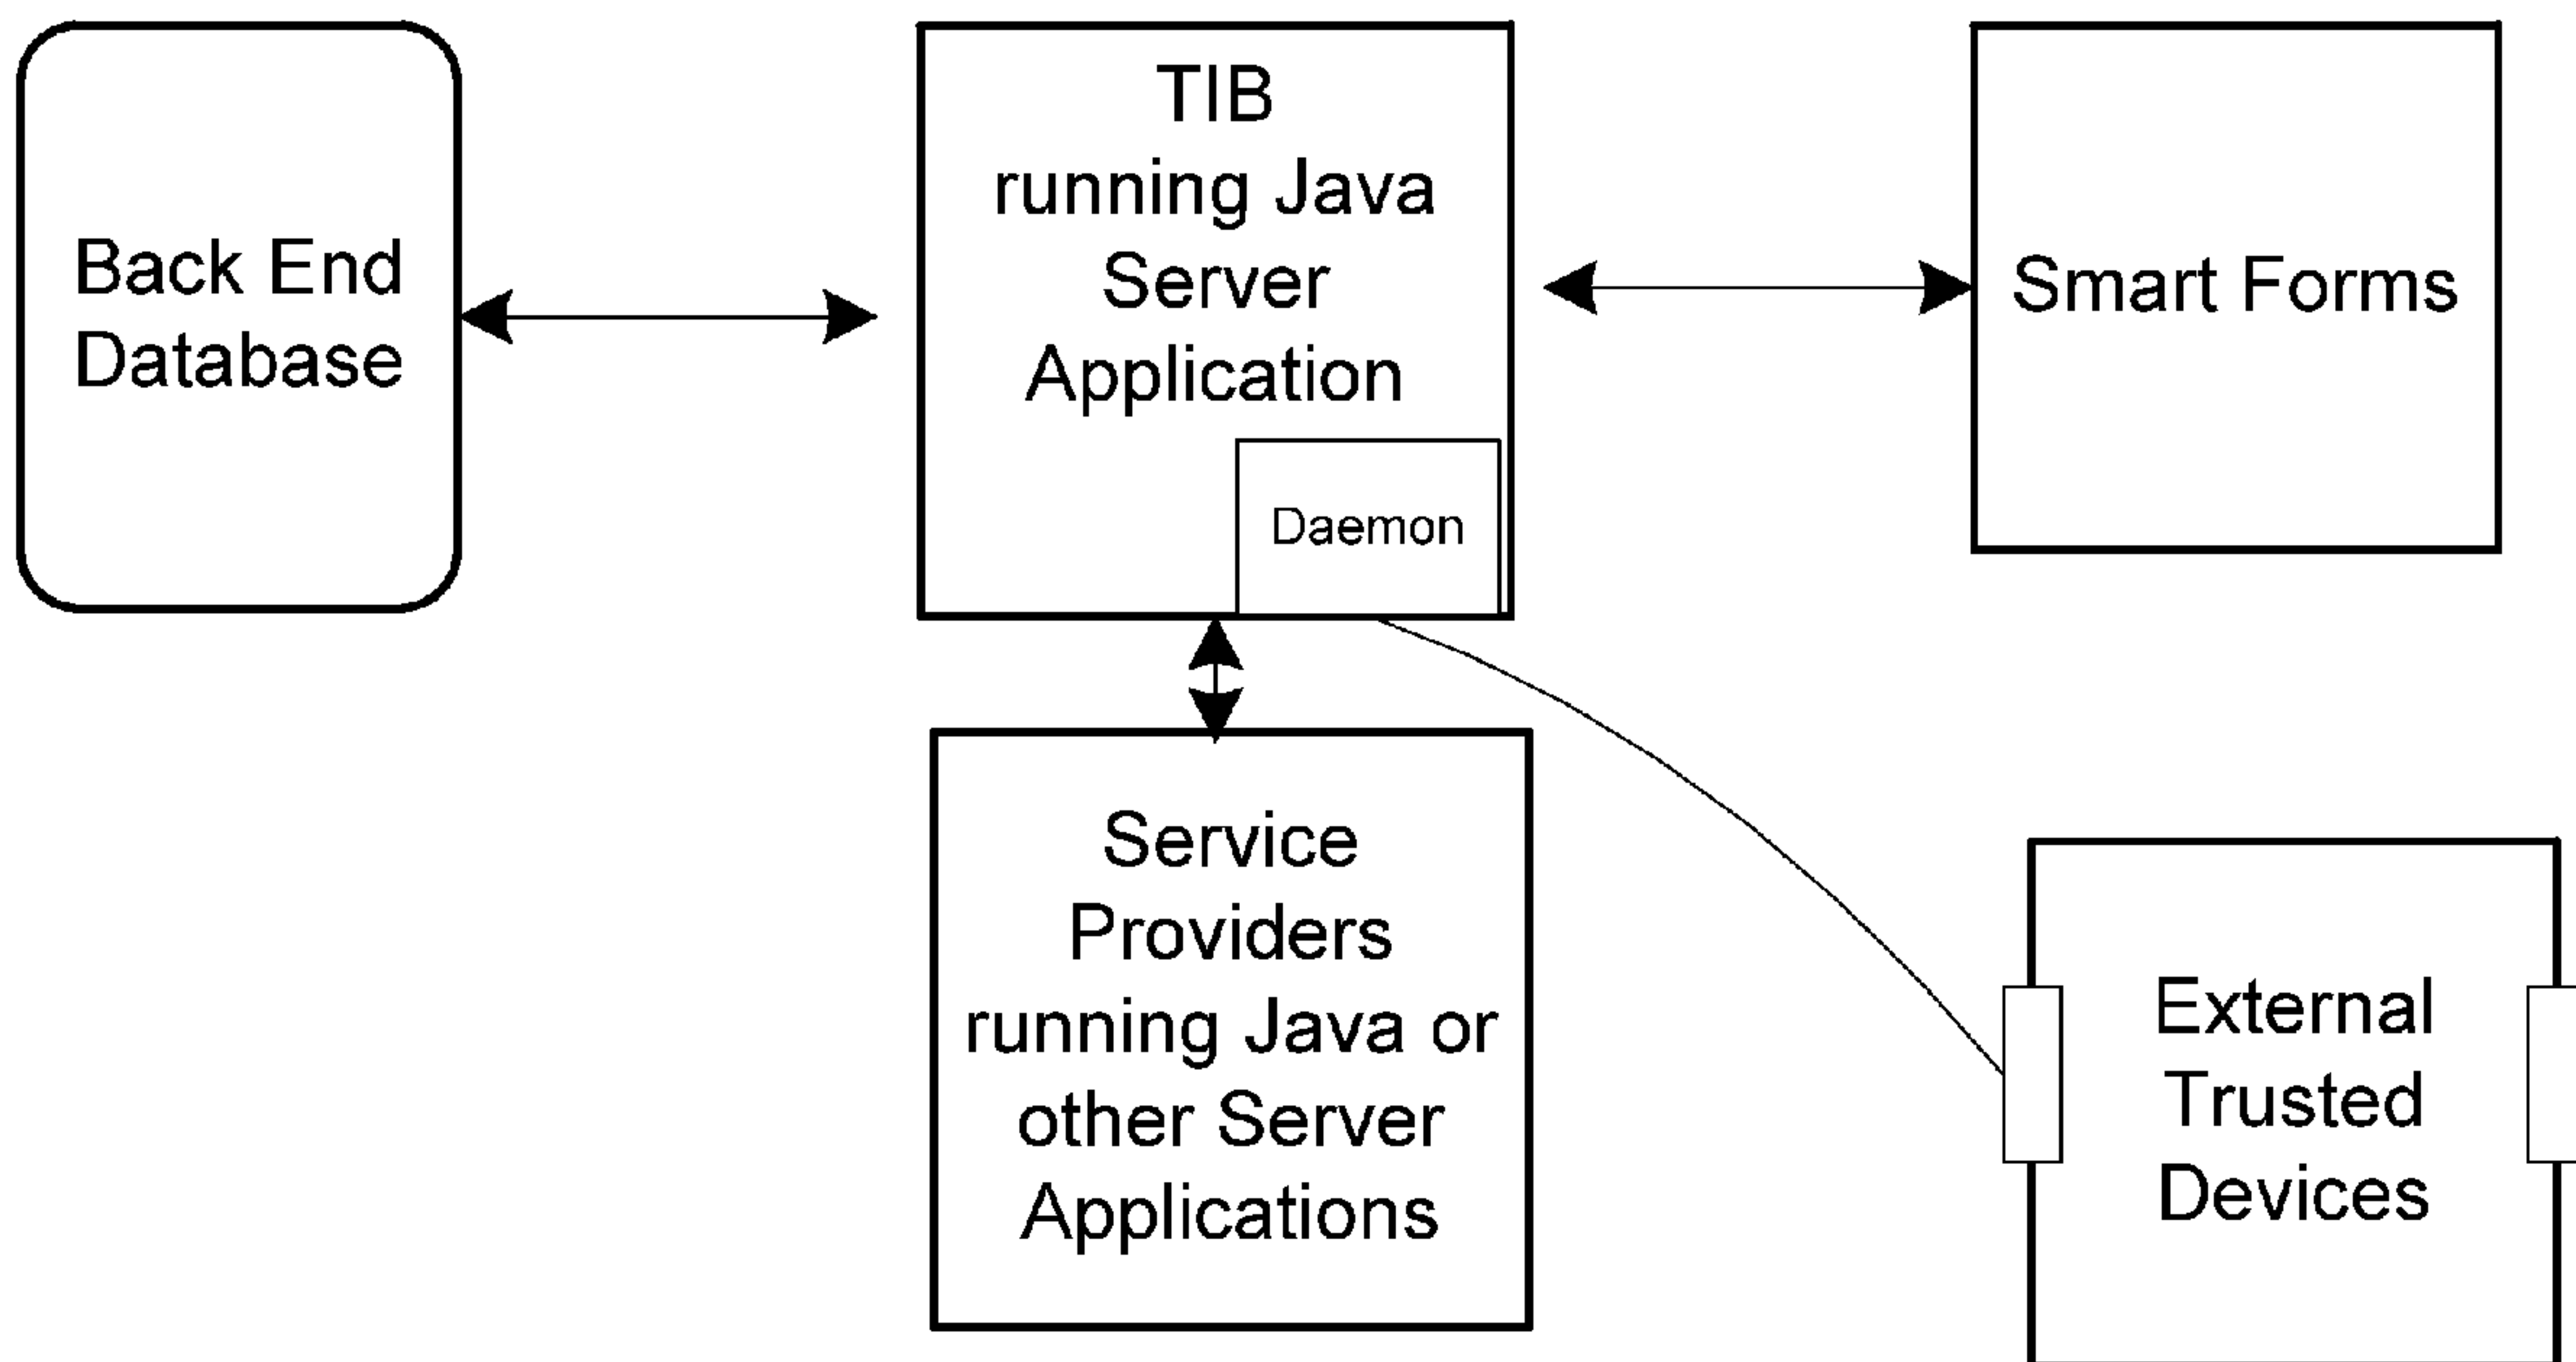 Back End
Database
TIB
running Java
Server
Application
Daemon
Smart Forms
Service
Providers
running Java or
other Server
Applications
External
Trusted
Devices